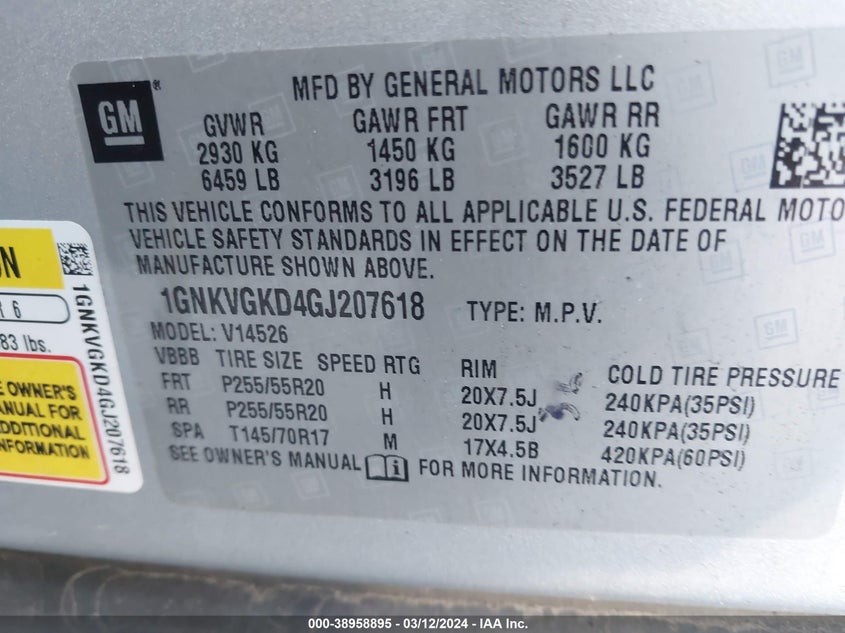 GM
MFD BY GENERAL MOTORS LLC
GVWR GAWR FRT GAWR RR
2930 KG 1450 KG 1600 KG
6459 LB 3196 LB 3527 LB
THIS VEHICLE CONFORMS TO ALL APPLICABLE U.S. FEDERAL MOTO
VEHICLE SAFETY STANDARDS IN EFFECT ON THE DATE OF
MANUFACTURE SHOWN ABOVE.
1GNKVGKD4GJ207618 TYPE: M.P.V.
MODEL: V14526
VBBB TIRE SIZE SPEED RTG RIM COLD TIRE PRESSURE
FRT P255/55R20 H 20X7.5J 240KPA(35PSI)
RR P255/55R20 H 20X7.5J 240KPA(35PSI)
SPA T145/70R17 M 17X4.5B 420KPA(60PSI)
SEE OWNER'S MANUAL FOR MORE INFORMATION.
ON
6
83 lbs.
OWNER'S
ANUAL FOR
DDITIONAL
NFORMATION
1GNKVGKD4GJ207618
000-38958895 - 03/12/2024 - IAA Inc.